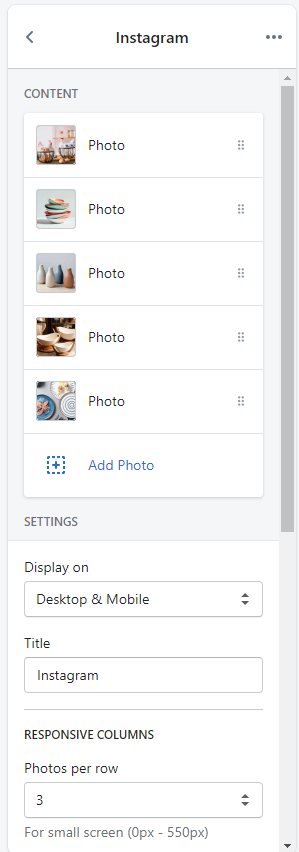 Instagram
CONTENT
Photo
Photo
Photo
Photo
Photo
Add Photo
SETTINGS
Display on
Desktop & Mobile
Title
Instagram
RESPONSIVE COLUMNS
Photos per row
3
For small screen (0px - 550px)